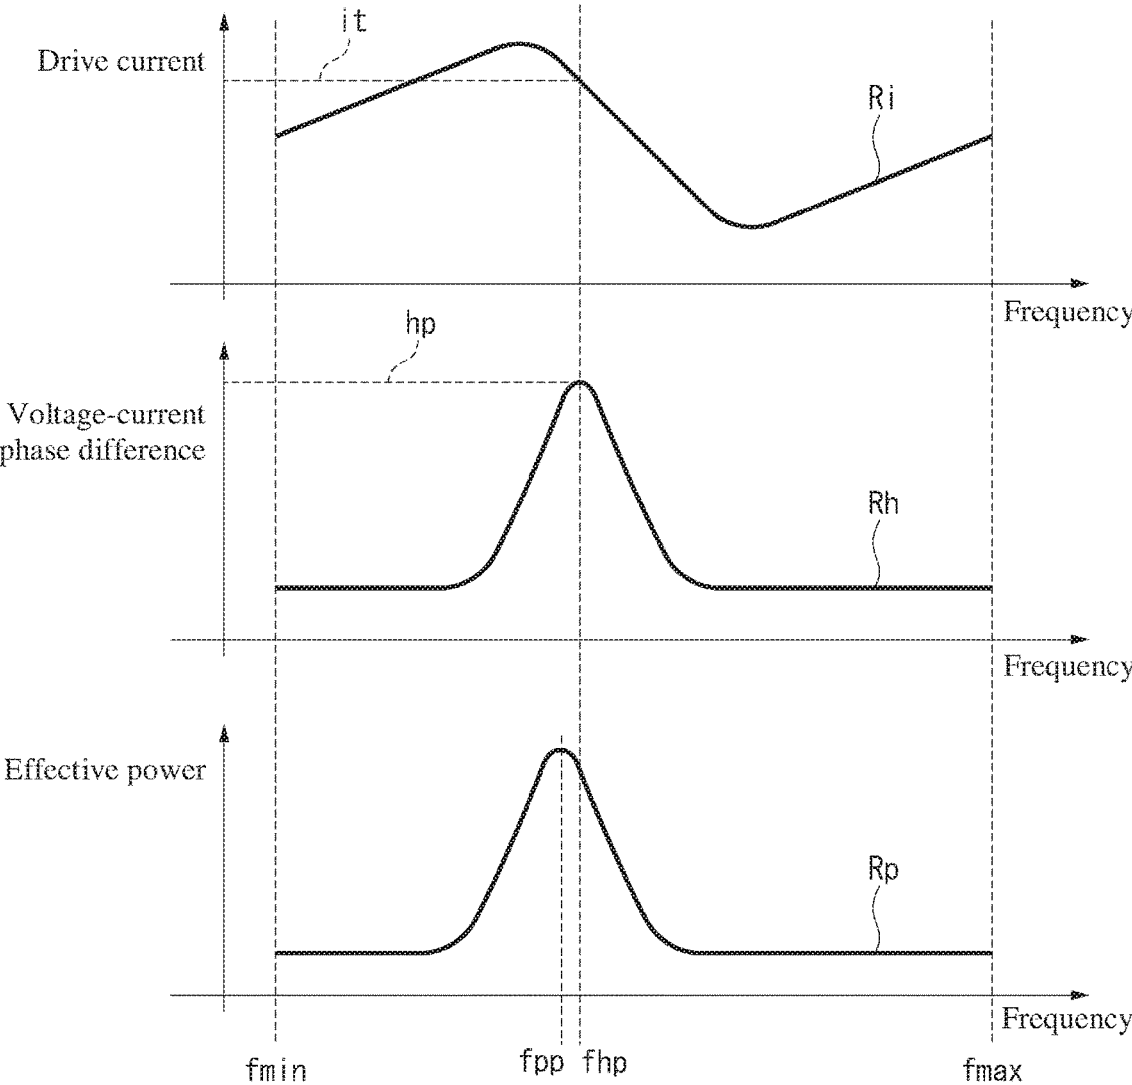 it
Drive current
Ri
Frequency
hp
Voltage-current
phase difference
Rh
Frequency
Effective power
Rp
Frequency
fmin
fpp
fhp
fmax